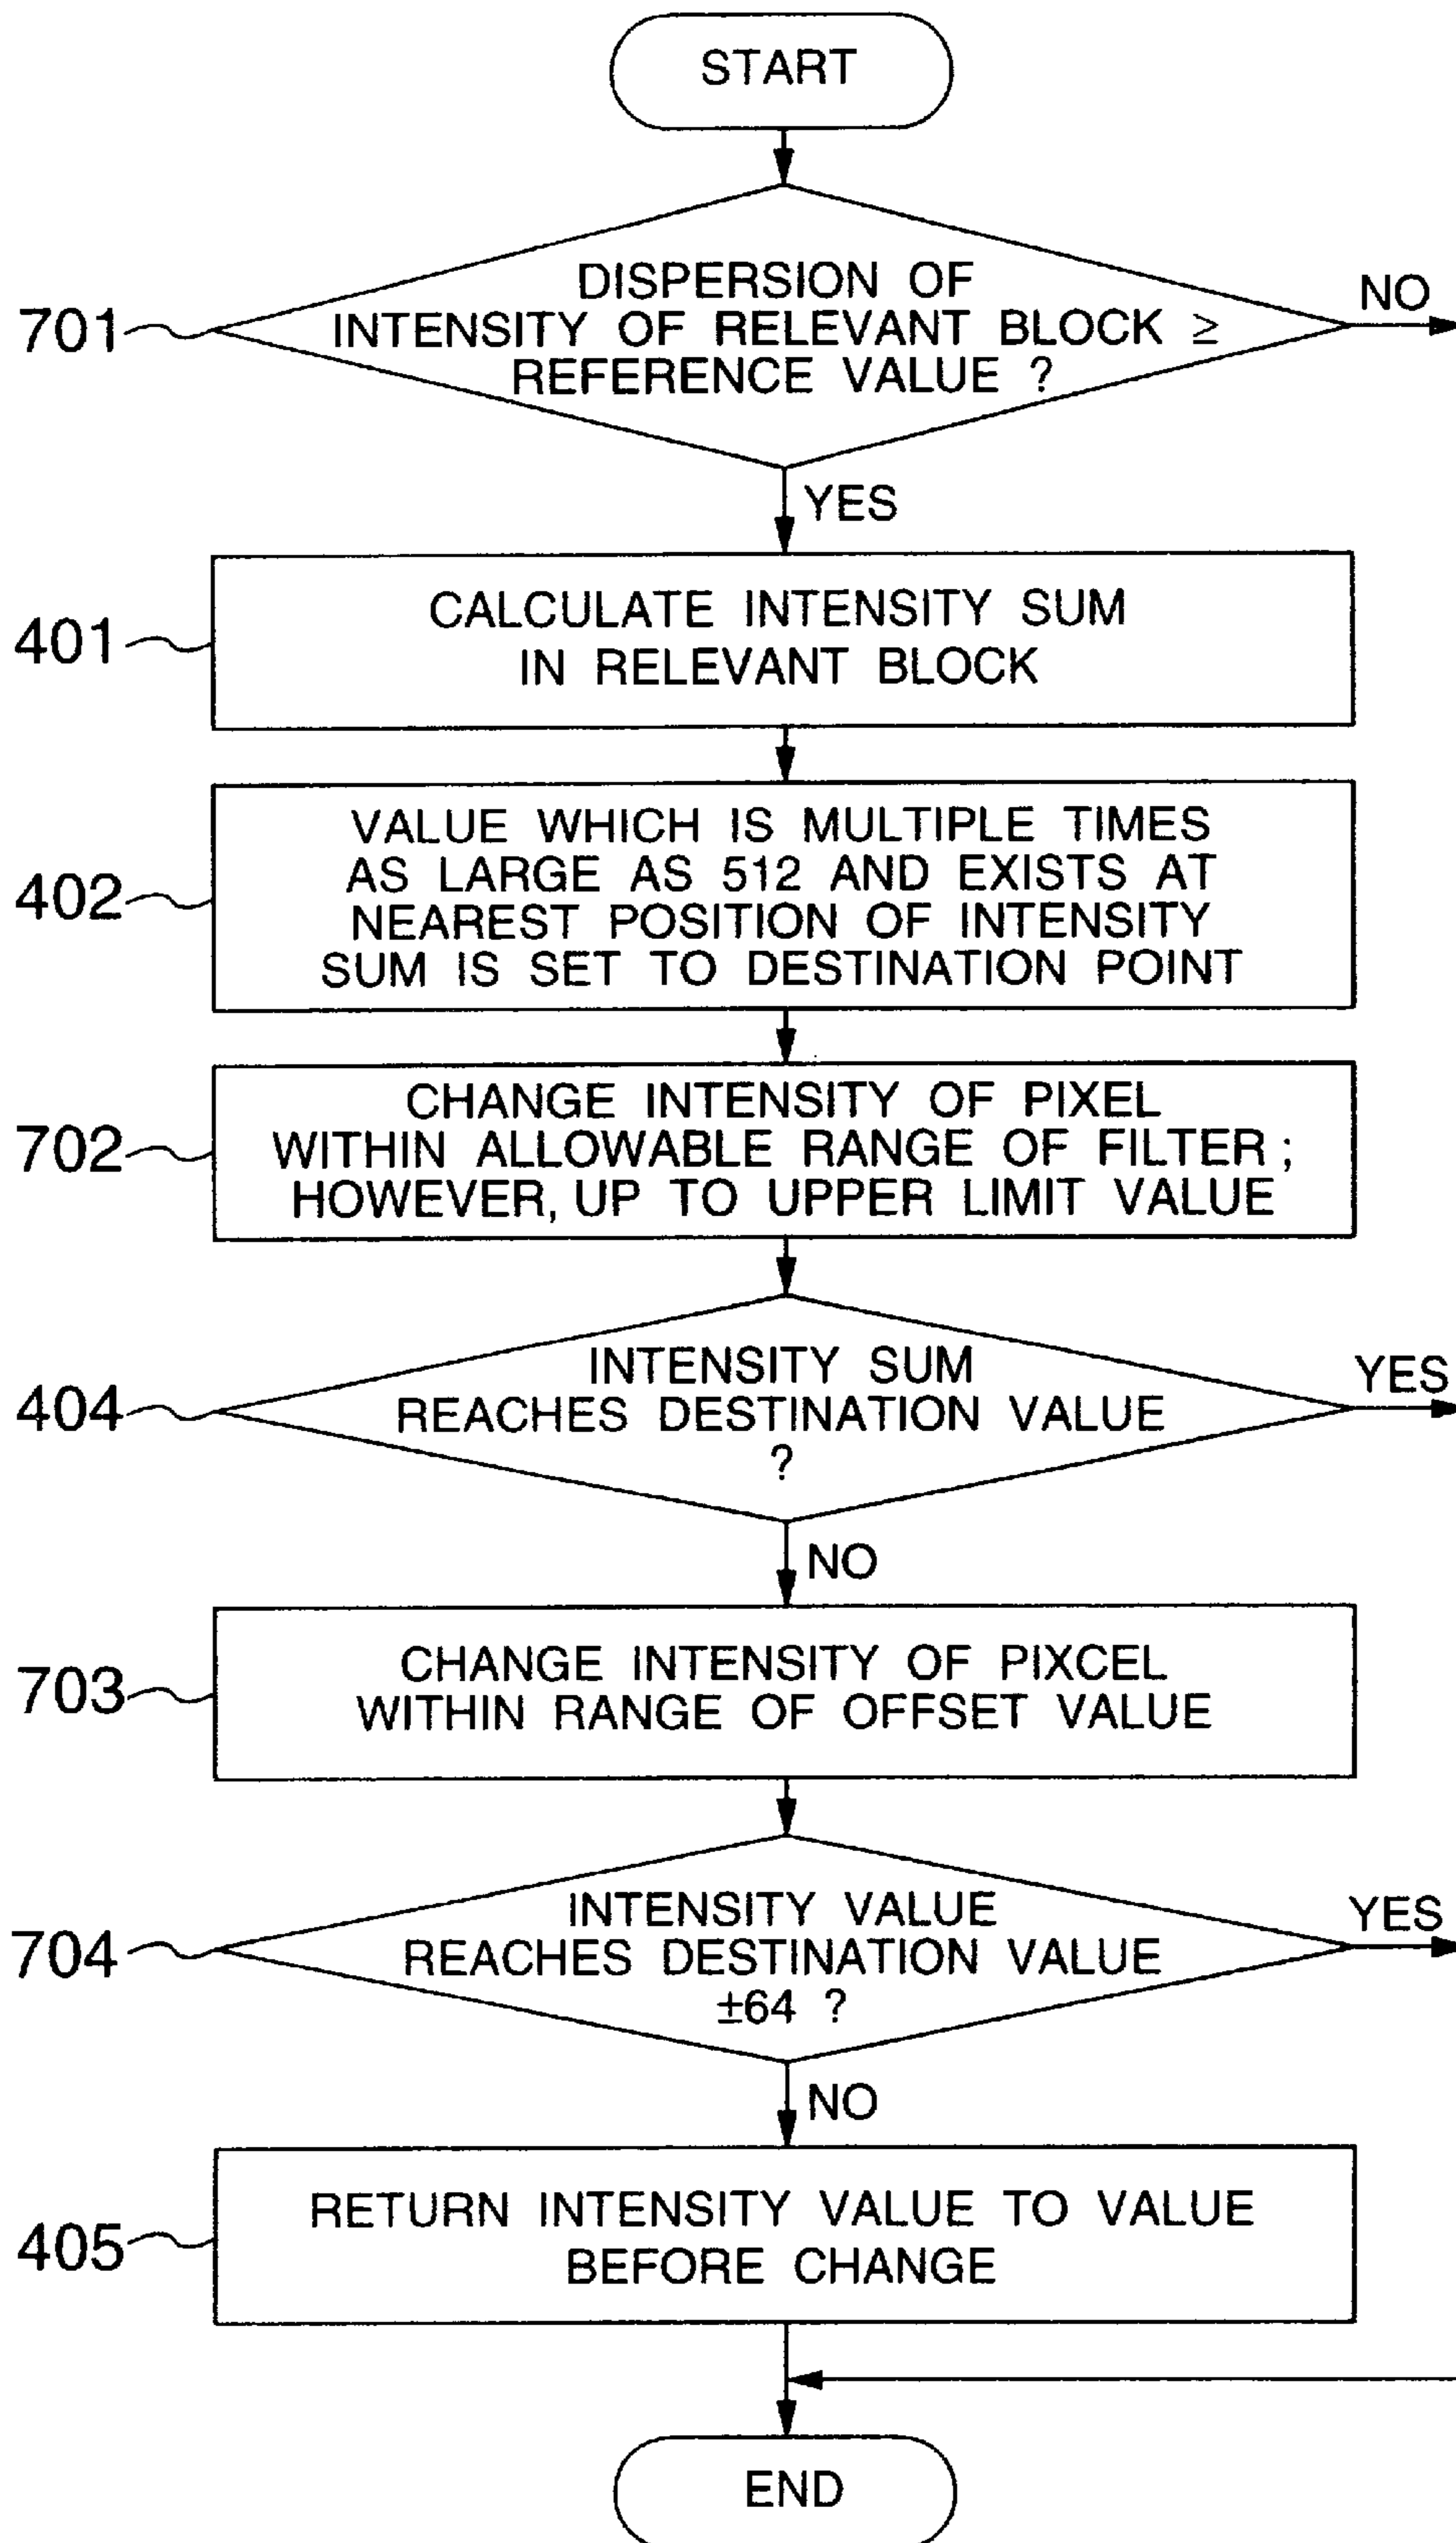 START
701
DISPERSION OF
INTENSITY OF RELEVANT BLOCK ≥
REFERENCE VALUE ?
NO
YES
401
CALCULATE INTENSITY SUM
IN RELEVANT BLOCK
402
VALUE WHICH IS MULTIPLE TIMES
AS LARGE AS 512 AND EXISTS AT
NEAREST POSITION OF INTENSITY
SUM IS SET TO DESTINATION POINT
702
CHANGE INTENSITY OF PIXEL
WITHIN ALLOWABLE RANGE OF FILTER ;
HOWEVER, UP TO UPPER LIMIT VALUE
404
INTENSITY SUM
REACHES DESTINATION VALUE
?
YES
NO
703
CHANGE INTENSITY OF PIXCEL
WITHIN RANGE OF OFFSET VALUE
704
INTENSITY VALUE
REACHES DESTINATION VALUE
±64 ?
YES
NO
405
RETURN INTENSITY VALUE TO VALUE
BEFORE CHANGE
END